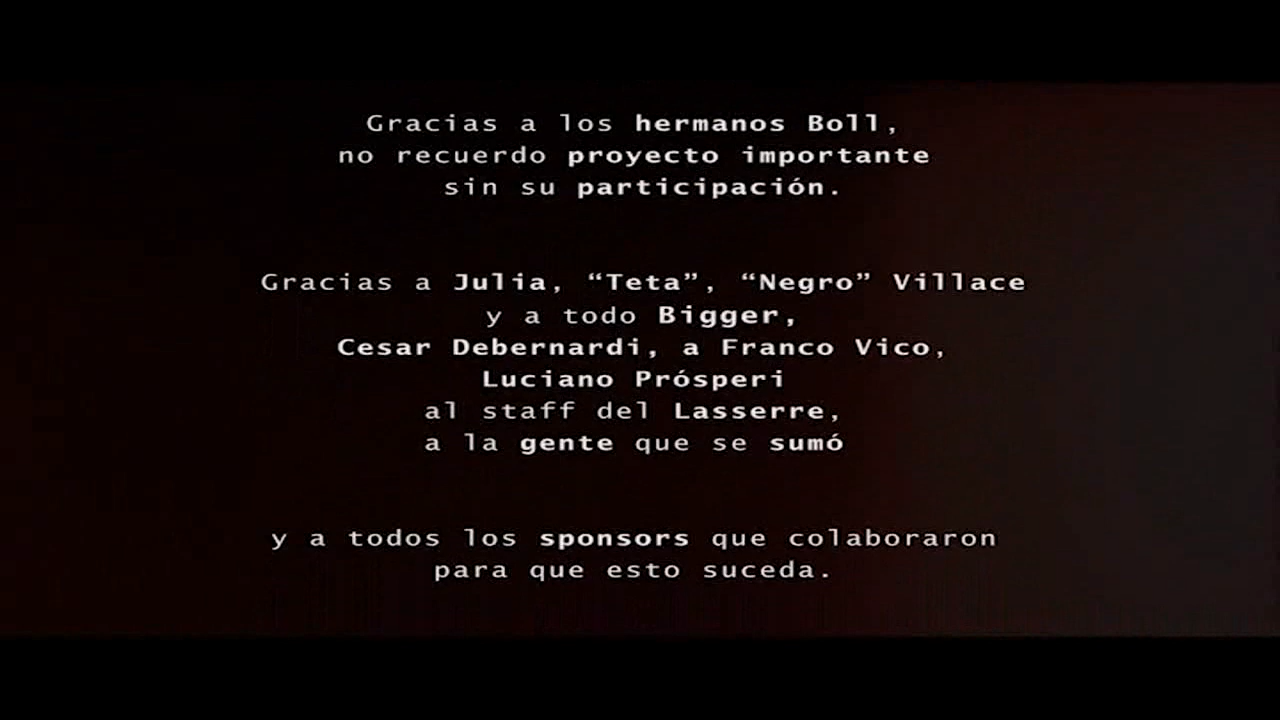 Gracias a los hermanos Boll,
no recuerdo proyecto importante
sin su participación.
Gracias a Julia, “Teta”, “Negro” Villace
y a todo Bigger,
Cesar Debernardi, a Franco Vico,
Luciano Prósperi
al staff del Lasserre,
a la gente que se sumó
y a todos los sponsors que colaboraron
para que esto suceda.